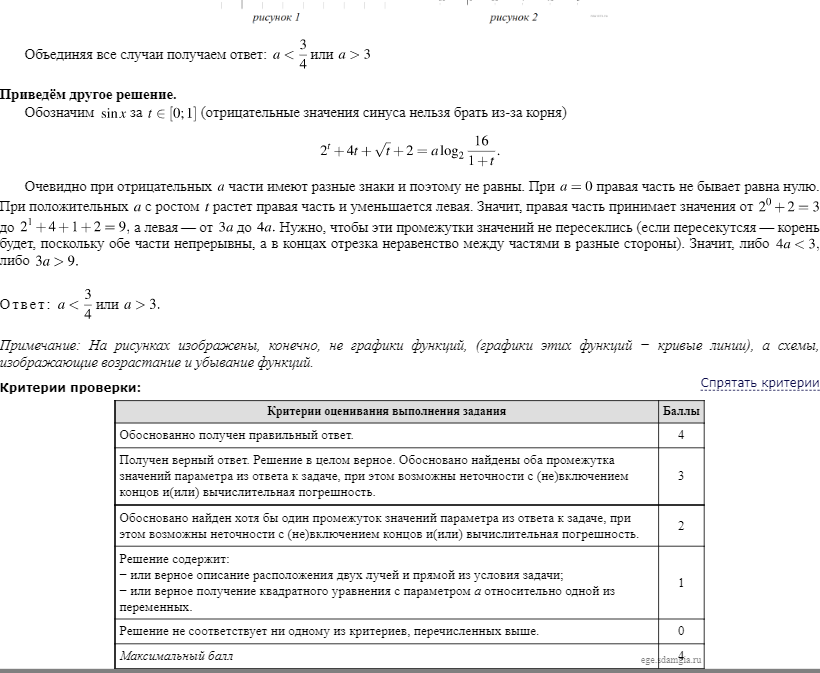 рисунок 1 рисунок 2
Объединяя все случаи получаем ответ: a < 3/4 или a > 3
Приведём другое решение.
Обозначим sin x за t ∈ [0; 1] (отрицательные значения синуса нельзя брать из-за корня)
2^t + 4t + √t + 2 = a log₂ 16/(1+t).
Очевидно при отрицательных a части имеют разные знаки и поэтому не равны. При a = 0 правая часть не бывает равна нулю.
При положительных a с ростом t растет правая часть и уменьшается левая. Значит, правая часть принимает значения от 2^0 + 2 = 3
до 2^1 + 4 + 1 + 2 = 9, а левая — от 3a до 4a. Нужно, чтобы эти промежутки значений не пересеклись (если пересекутсяя — корень
будет, поскольку обе части непрерывны, а в концах отрезка неравенство между частями в разные стороны). Значит, либо 4a < 3,
либо 3a > 9.
Ответ: a < 3/4 или a > 3.
Примечание: На рисунках изображены, конечно, не графики функций, (графики этих функций − кривые линии), а схемы,
изображающие возрастание и убывание функций.
Критерии проверки:
Спрятать критерии
Критерии оценивания выполнения задания Баллы
Обоснованно получен правильный ответ. 4
Получен верный ответ. Решение в целом верное. Обосновано найдены оба промежутка
значений параметра из ответа к задаче, при этом возможны неточности с (не)включением
концов и(или) вычислительная погрешность. 3
Обосновано найден хотя бы один промежуток значений параметра из ответа к задаче, при
этом возможны неточности с (не)включением концов и(или) вычислительная погрешность. 2
Решение содержит:
− или верное описание расположения двух лучей и прямой из условия задачи;
− или верное получение квадратного уравнения с параметром a относительно одной из
переменных. 1
Решение не соответствует ни одному из критериев, перечисленных выше. 0
Максимальный балл 4
ege.sdamgia.ru